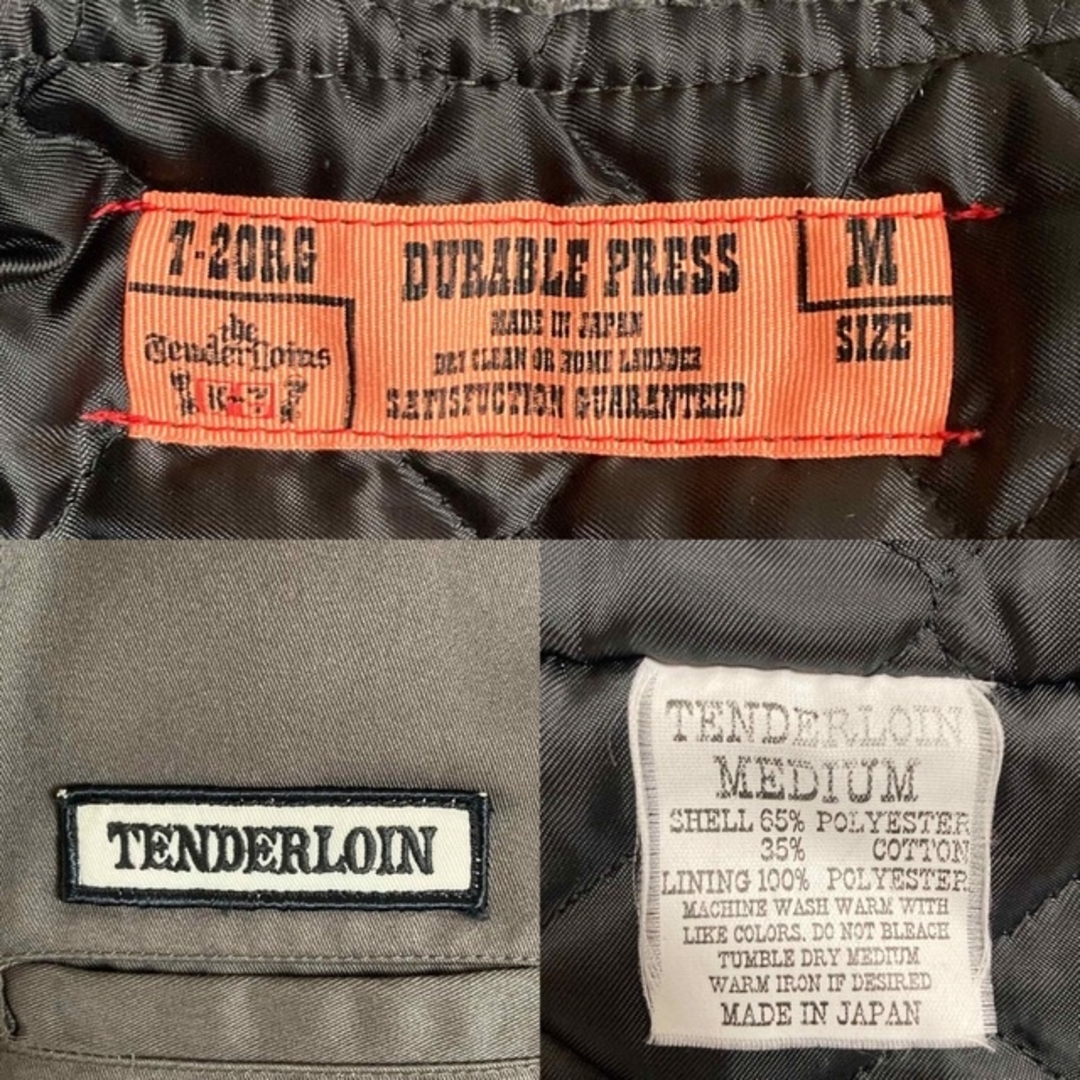 T-20RG
the
TenderLoins
DURABLE PRESS
MADE IN JAPAN
DRY CLEAN OR HOME LAUNDER
SATISFUCTION GUARANTEED
M
SIZE
TENDERLOIN
TENDERLOIN
MEDIUM
SHELL 65% POLYESTER
35% COTTON
LINING 100% POLYESTER
MACHINE WASH WARM WITH
LIKE COLORS. DO NOT BLEACH
TUMBLE DRY MEDIUM
WARM IRON IF DESIRED
MADE IN JAPAN